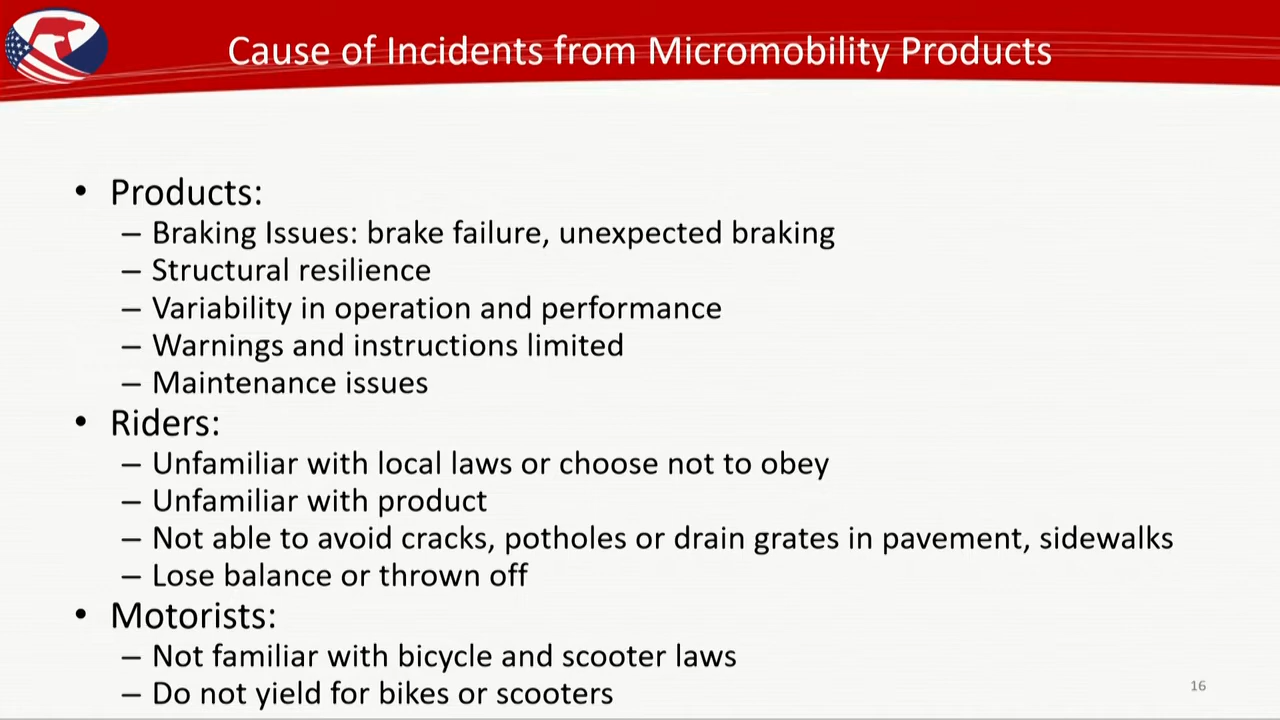 Cause of Incidents from Micromobility Products
• Products:
– Braking Issues: brake failure, unexpected braking
– Structural resilience
– Variability in operation and performance
– Warnings and instructions limited
– Maintenance issues
• Riders:
– Unfamiliar with local laws or choose not to obey
– Unfamiliar with product
– Not able to avoid cracks, potholes or drain grates in pavement, sidewalks
– Lose balance or thrown off
• Motorists:
– Not familiar with bicycle and scooter laws
– Do not yield for bikes or scooters
16